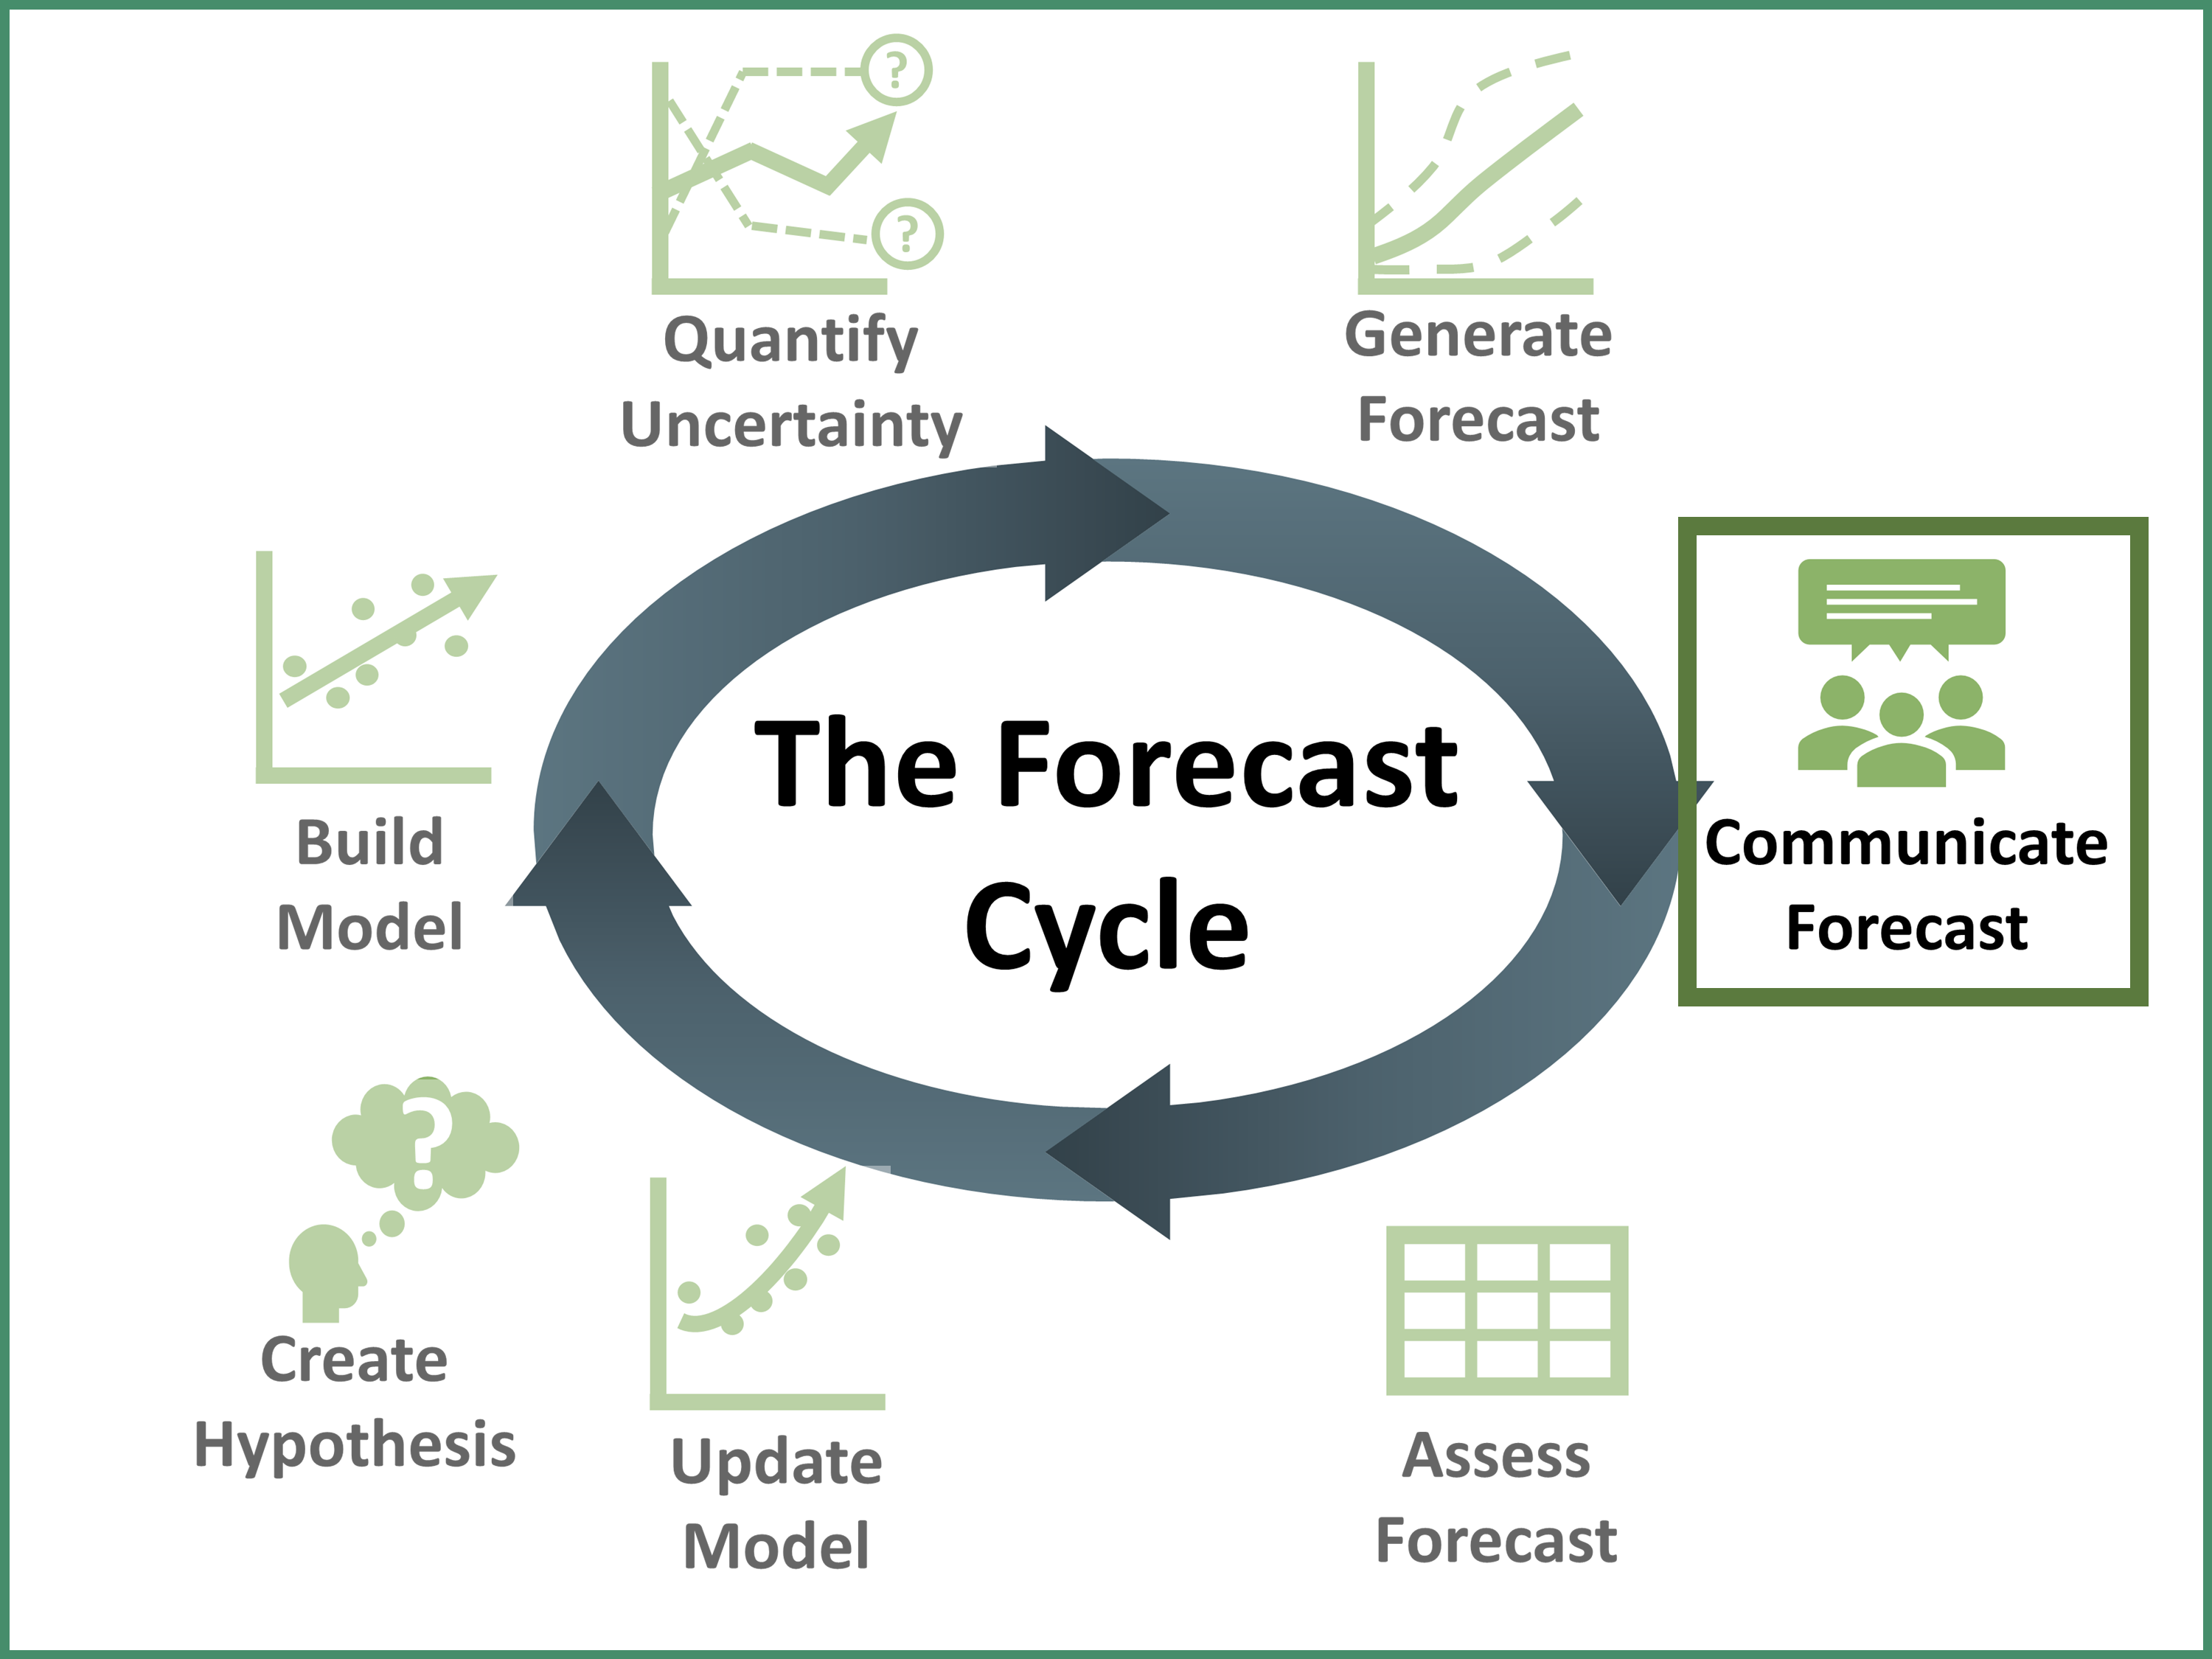 ?
?
Quantify
Uncertainty
Generate
Forecast
The Forecast
Cycle
Communicate
Forecast
Build
Model
?
Create
Hypothesis
Update
Model
Assess
Forecast